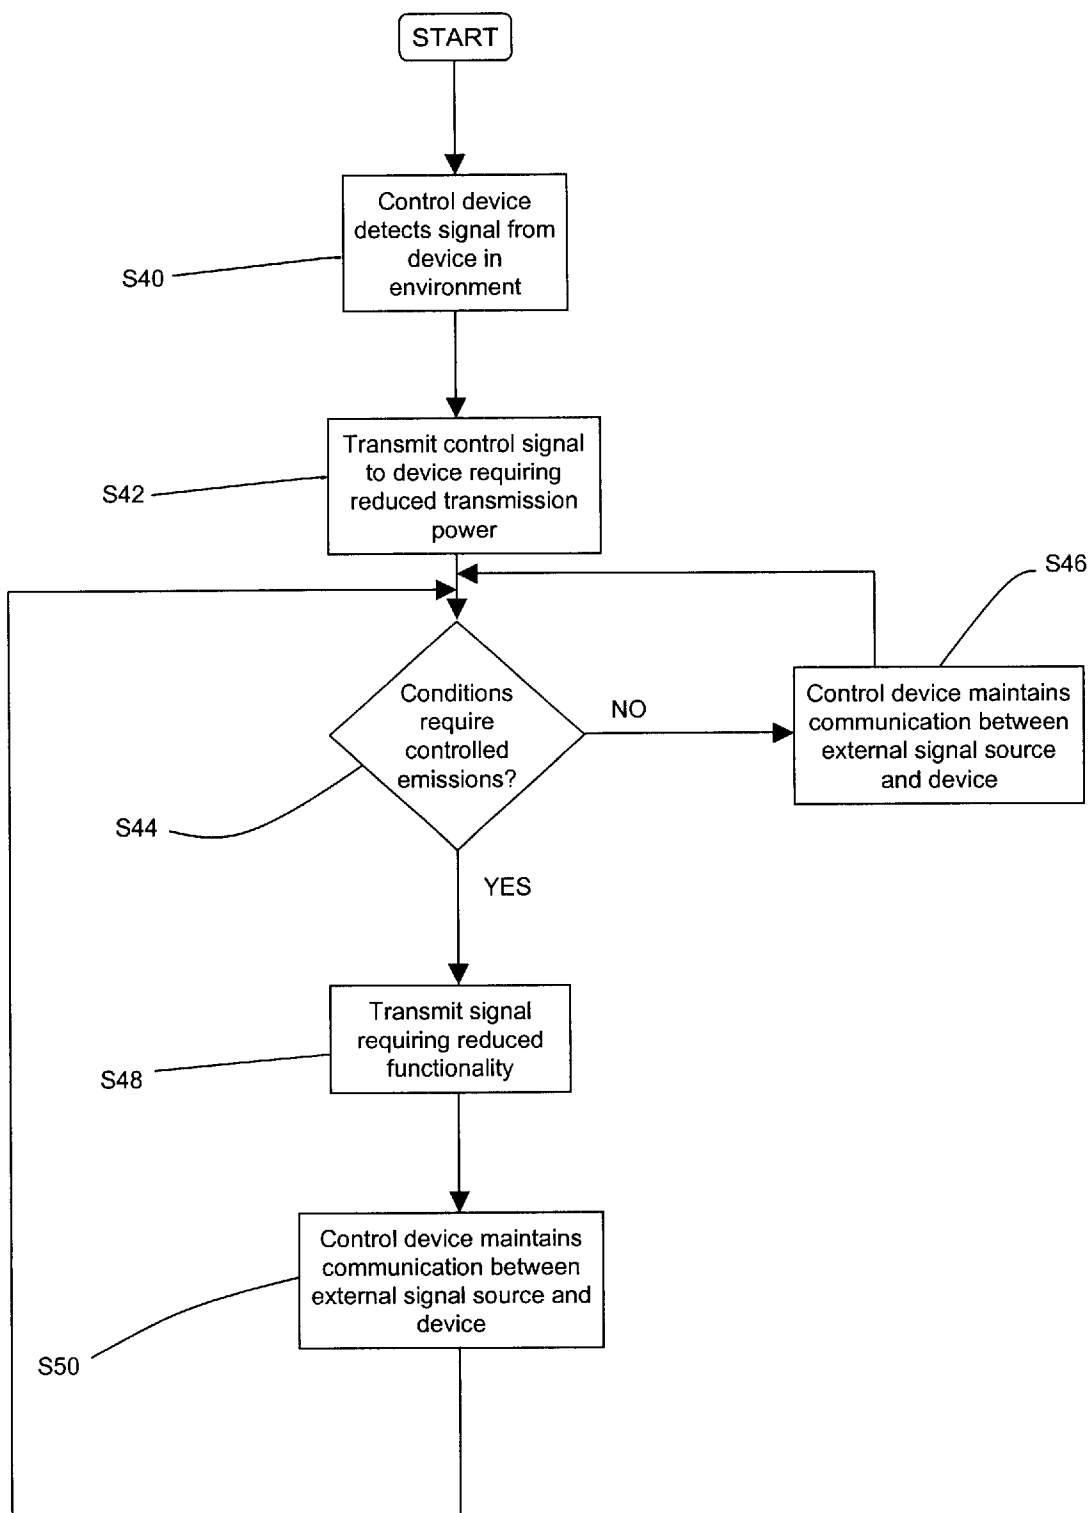 START
Control device
detects signal from
device in
environment
S40
Transmit control signal
to device requiring
reduced transmission
power
S42
S46
Conditions
require
controlled
emissions?
NO
Control device maintains
communication between
external signal source
and device
S44
YES
Transmit signal
requiring reduced
functionality
S48
Control device maintains
communication between
external signal source and
device
S50